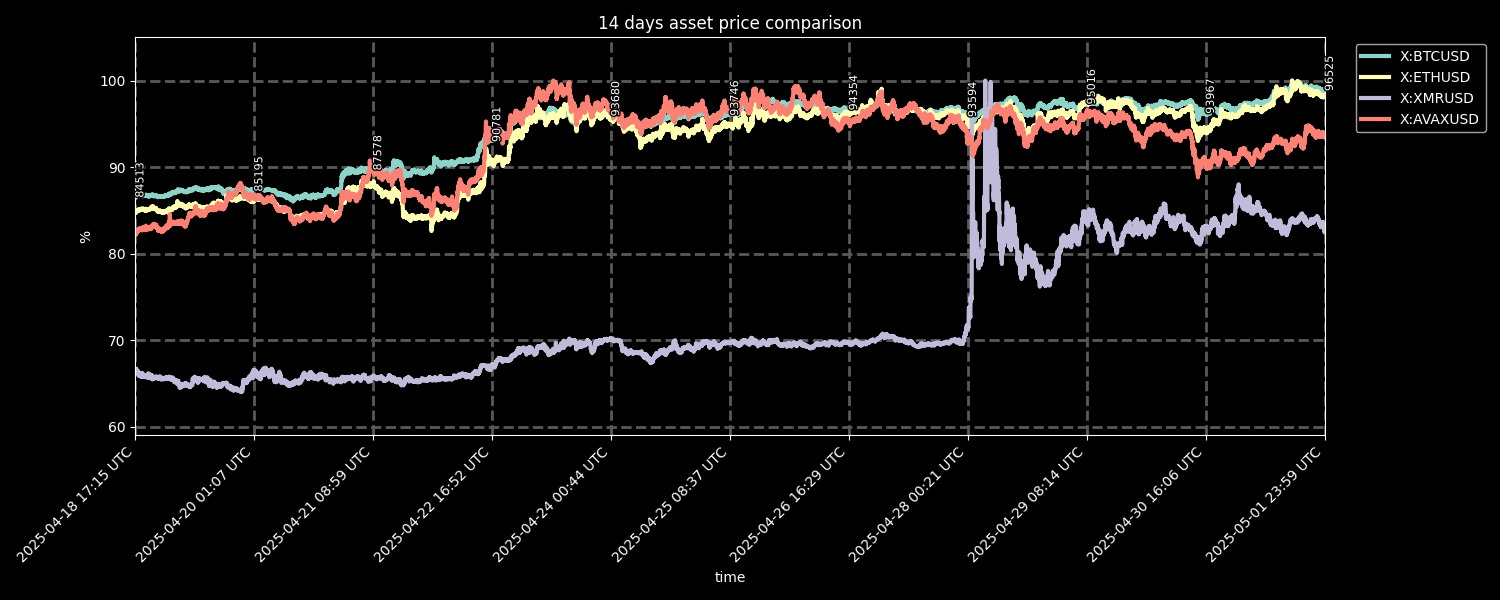 14 days asset price comparison
X:BTCUSD
X:ETHUSD
X:XMRUSD
X:AVAXUSD
100
90
80
70
60
%
84513
85195
87578
90781
93680
93746
94354
93594
95016
93967
96525
2025-04-18 17:15 UTC
2025-04-20 01:07 UTC
2025-04-21 08:59 UTC
2025-04-22 16:52 UTC
2025-04-24 00:44 UTC
2025-04-25 08:37 UTC
2025-04-26 16:29 UTC
2025-04-28 00:21 UTC
2025-04-29 08:14 UTC
2025-04-30 16:06 UTC
2025-05-01 23:59 UTC
time